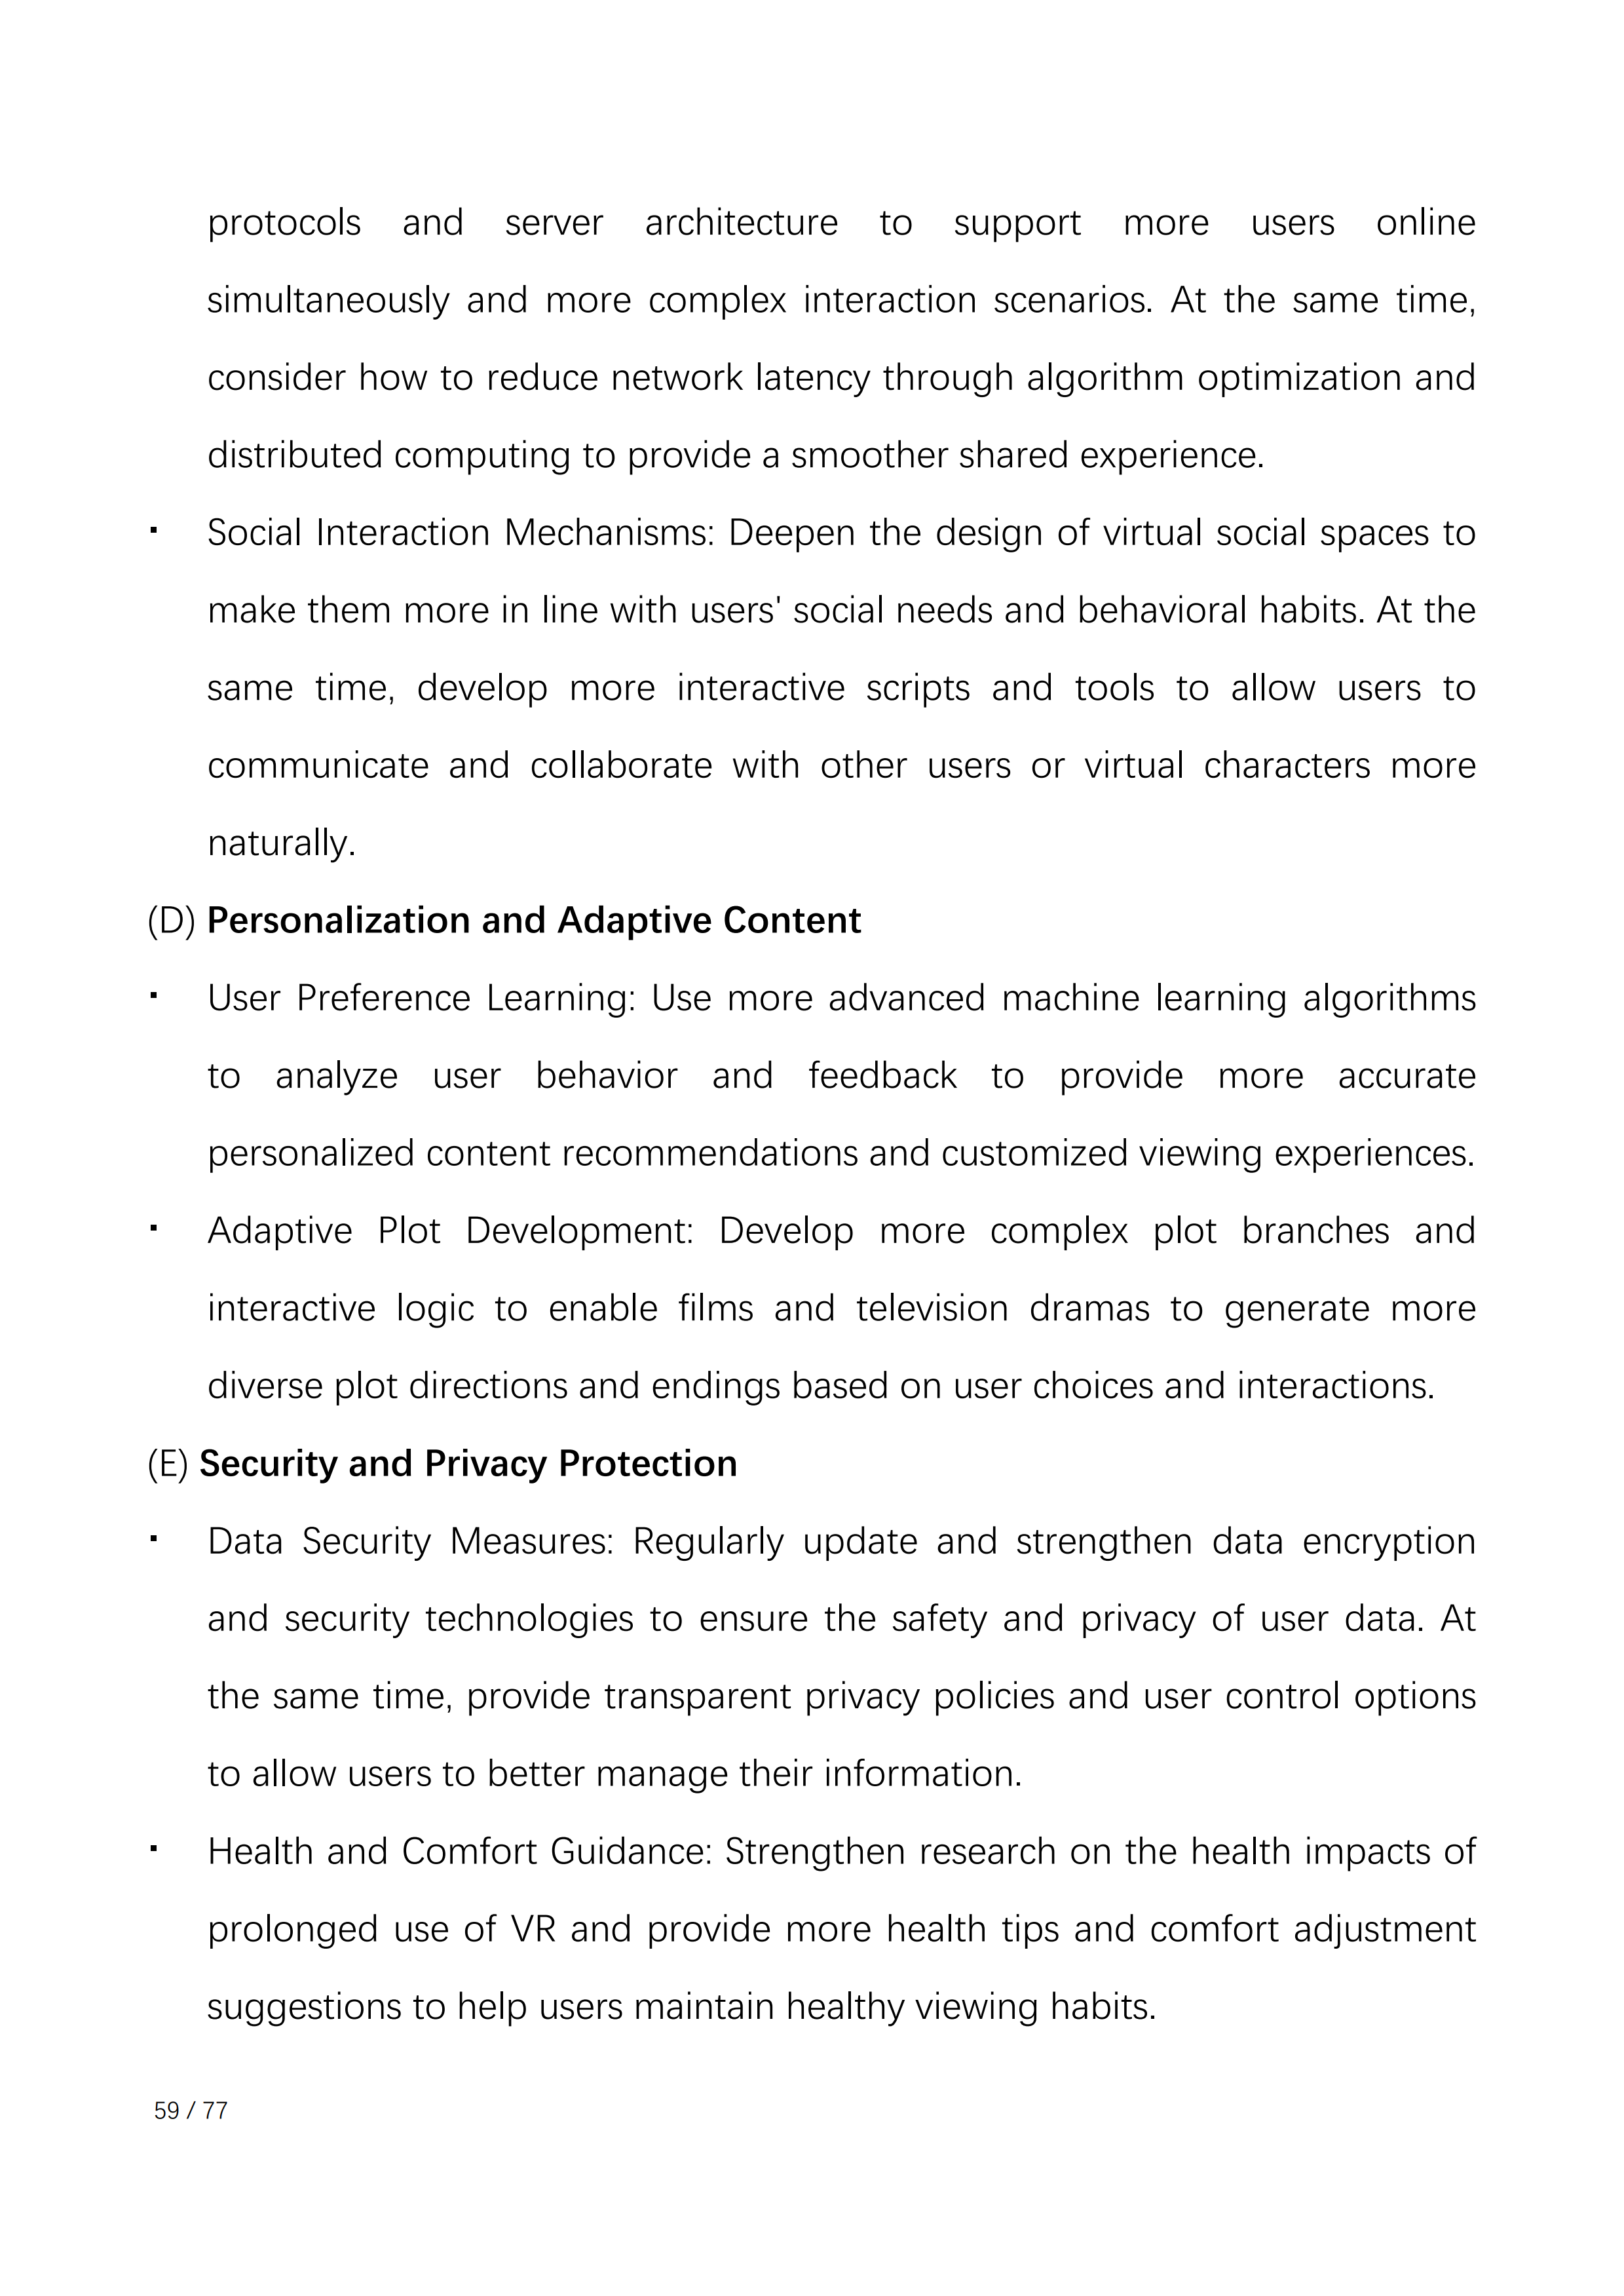 protocols and server architecture to support more users online
simultaneously and more complex interaction scenarios. At the same time,
consider how to reduce network latency through algorithm optimization and
distributed computing to provide a smoother shared experience.
▪ Social Interaction Mechanisms: Deepen the design of virtual social spaces to
make them more in line with users' social needs and behavioral habits. At the
same time, develop more interactive scripts and tools to allow users to
communicate and collaborate with other users or virtual characters more
naturally.
(D) Personalization and Adaptive Content
▪ User Preference Learning: Use more advanced machine learning algorithms
to analyze user behavior and feedback to provide more accurate
personalized content recommendations and customized viewing experiences.
▪ Adaptive Plot Development: Develop more complex plot branches and
interactive logic to enable films and television dramas to generate more
diverse plot directions and endings based on user choices and interactions.
(E) Security and Privacy Protection
▪ Data Security Measures: Regularly update and strengthen data encryption
and security technologies to ensure the safety and privacy of user data. At
the same time, provide transparent privacy policies and user control options
to allow users to better manage their information.
▪ Health and Comfort Guidance: Strengthen research on the health impacts of
prolonged use of VR and provide more health tips and comfort adjustment
suggestions to help users maintain healthy viewing habits.
59 / 77